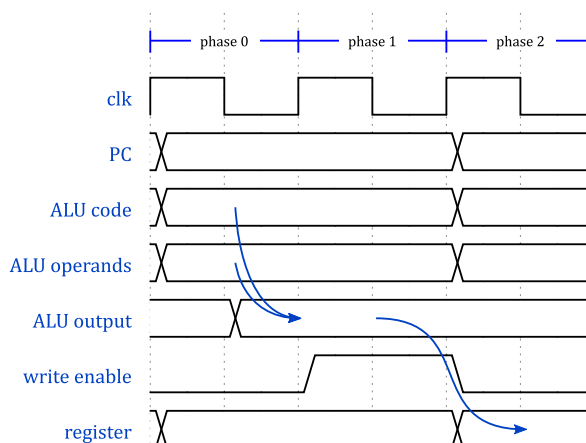 phase 0 phase 1 phase 2
clk
PC
ALU code
ALU operands
ALU output
write enable
register